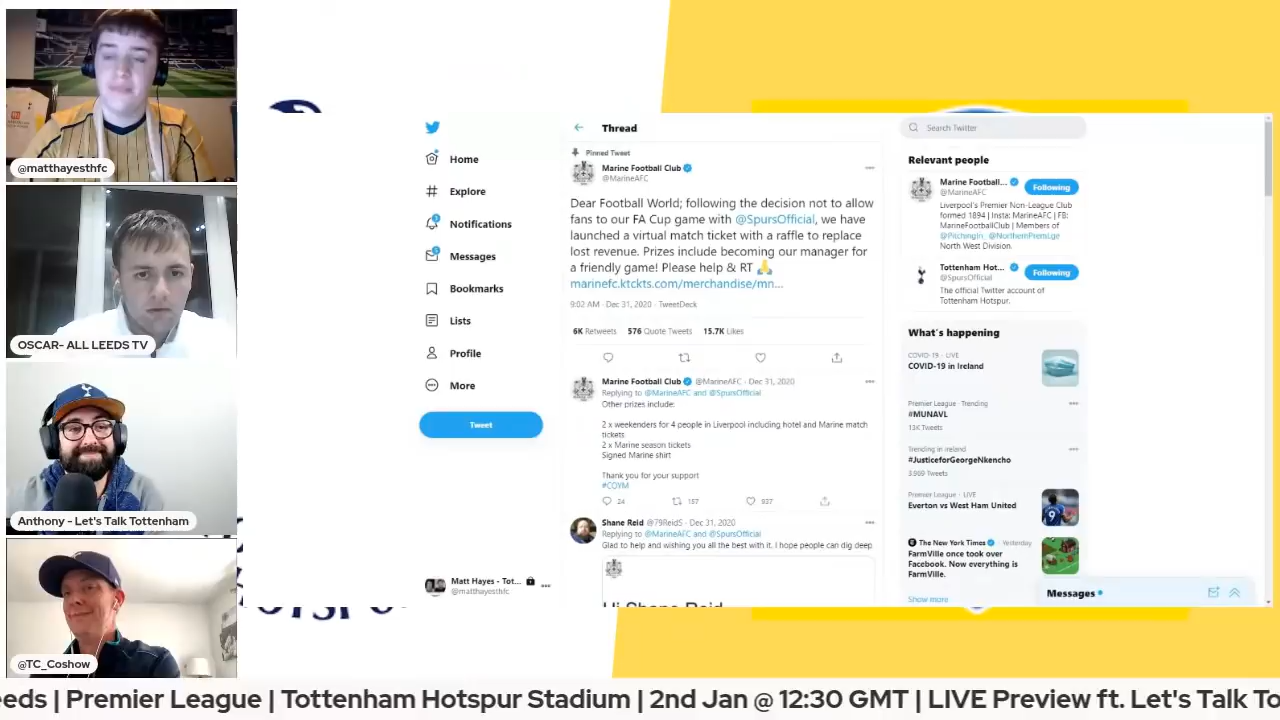 @matthayesthfc
OSCAR- ALL LEEDS TV
Anthony - Let's Talk Tottenham
@TC_Coshow
Home
Explore
Notifications
Messages
Bookmarks
Lists
Profile
More
Tweet
Matt Hayes - Tot...
@matthayesthfc
Thread
Pinned Tweet
Marine Football Club
@MarineAFC
Dear Football World; following the decision not to allow
fans to our FA Cup game with @SpursOfficial, we have
launched a virtual match ticket with a raffle to replace
lost revenue. Prizes include becoming our manager for
a friendly game! Please help & RT 🙏
marinefc.ktckts.com/merchandise/mn...
9:02 AM · Dec 31, 2020 · TweetDeck
6K Retweets 576 Quote Tweets 15.7K Likes
Marine Football Club @MarineAFC · Dec 31, 2020
Replying to @MarineAFC and @SpursOfficial
Other prizes include:
2 x weekenders for 4 people in Liverpool including hotel and Marine match
tickets
2 x Marine season tickets
Signed Marine shirt
Thank you for your support
#COYM
24 157 937
Shane Reid @79ReidS · Dec 31, 2020
Replying to @MarineAFC and @SpursOfficial
Glad to help and wishing you all the best with it. I hope people can dig deep
Hi Shane Reid
Search Twitter
Relevant people
Marine Football...
@MarineAFC
Following
Liverpool's Premier Non-League Club
formed 1894 | Insta: MarineAFC | FB:
MarineFootballClub | Members of
@PitchingIn_ @NorthernPremLge
North West Division.
Tottenham Hot...
@SpursOfficial
Following
The official Twitter account of
Tottenham Hotspur.
What's happening
COVID-19 · LIVE
COVID-19 in Ireland
Premier League · Trending
#MUNAVL
13K Tweets
Trending in Ireland
#JusticeforGeorgeNkencho
3,969 Tweets
Premier League · LIVE
Everton vs West Ham United
The New York Times · Yesterday
FarmVille once took over
Facebook. Now everything is
FarmVille.
Show more
Messages
eeds | Premier League | Tottenham Hotspur Stadium | 2nd Jan @ 12:30 GMT | LIVE Preview ft. Let's Talk To